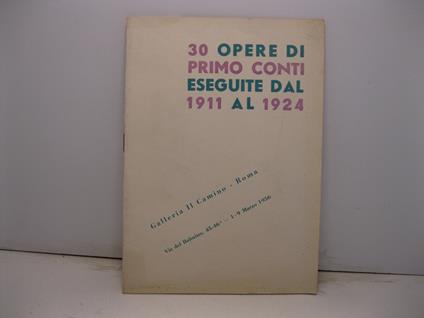 30 OPERE DI
PRIMO CONTI
ESEGUITE DAL
1911 AL 1924
Galleria Il Camino - Roma
Via del Babuino, 45-46ᵃ — 1-9 Marzo 1956